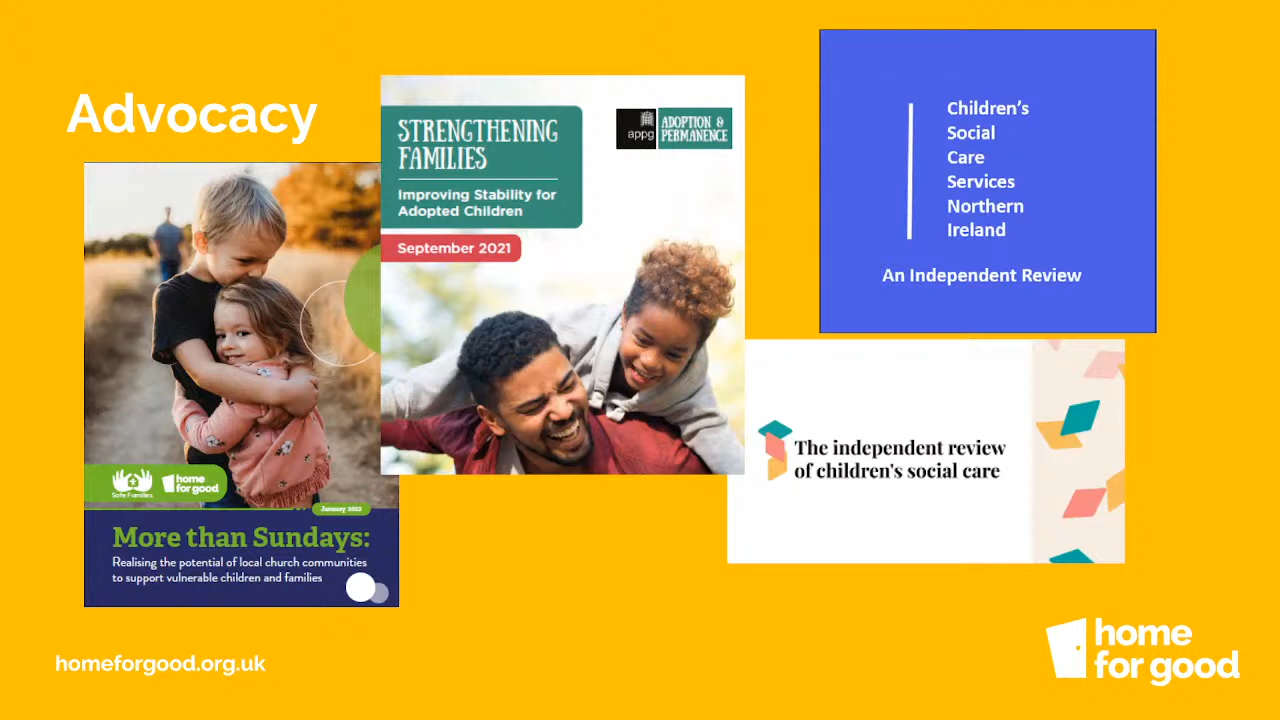 Advocacy
STRENGTHENING
FAMILIES
Improving Stability for
Adopted Children
September 2021
appg
ADOPTION &
PERMANENCE
Children's
Social
Care
Services
Northern
Ireland
An Independent Review
The independent review
of children's social care
Safe Families
home
for good
More than Sundays:
Realising the potential of local church communities
to support vulnerable children and families
homeforgood.org.uk
home
for good